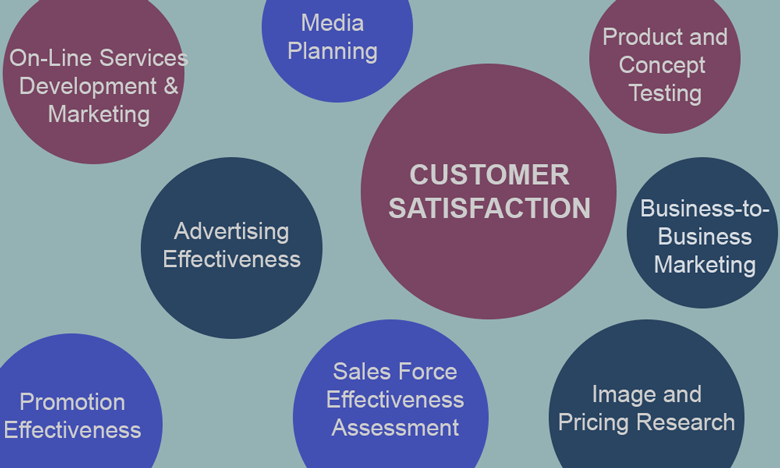 On-Line Services
Development &
Marketing
Media
Planning
Product and
Concept
Testing
CUSTOMER
SATISFACTION
Advertising
Effectiveness
Business-to-
Business
Marketing
Promotion
Effectiveness
Sales Force
Effectiveness
Assessment
Image and
Pricing Research